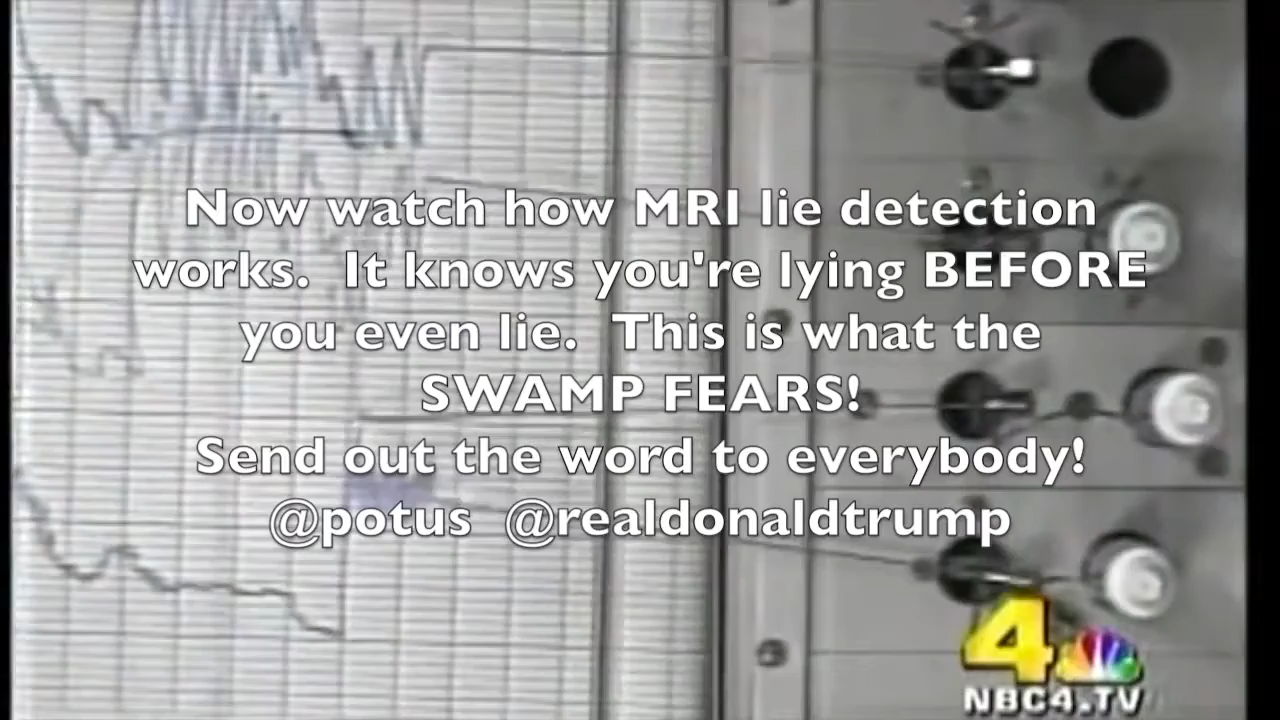 Now watch how MRI lie detection
works.  It knows you're lying BEFORE
you even lie.  This is what the
SWAMP FEARS!
Send out the word to everybody!
@potus  @realdonaldtrump
4
NBC4.TV